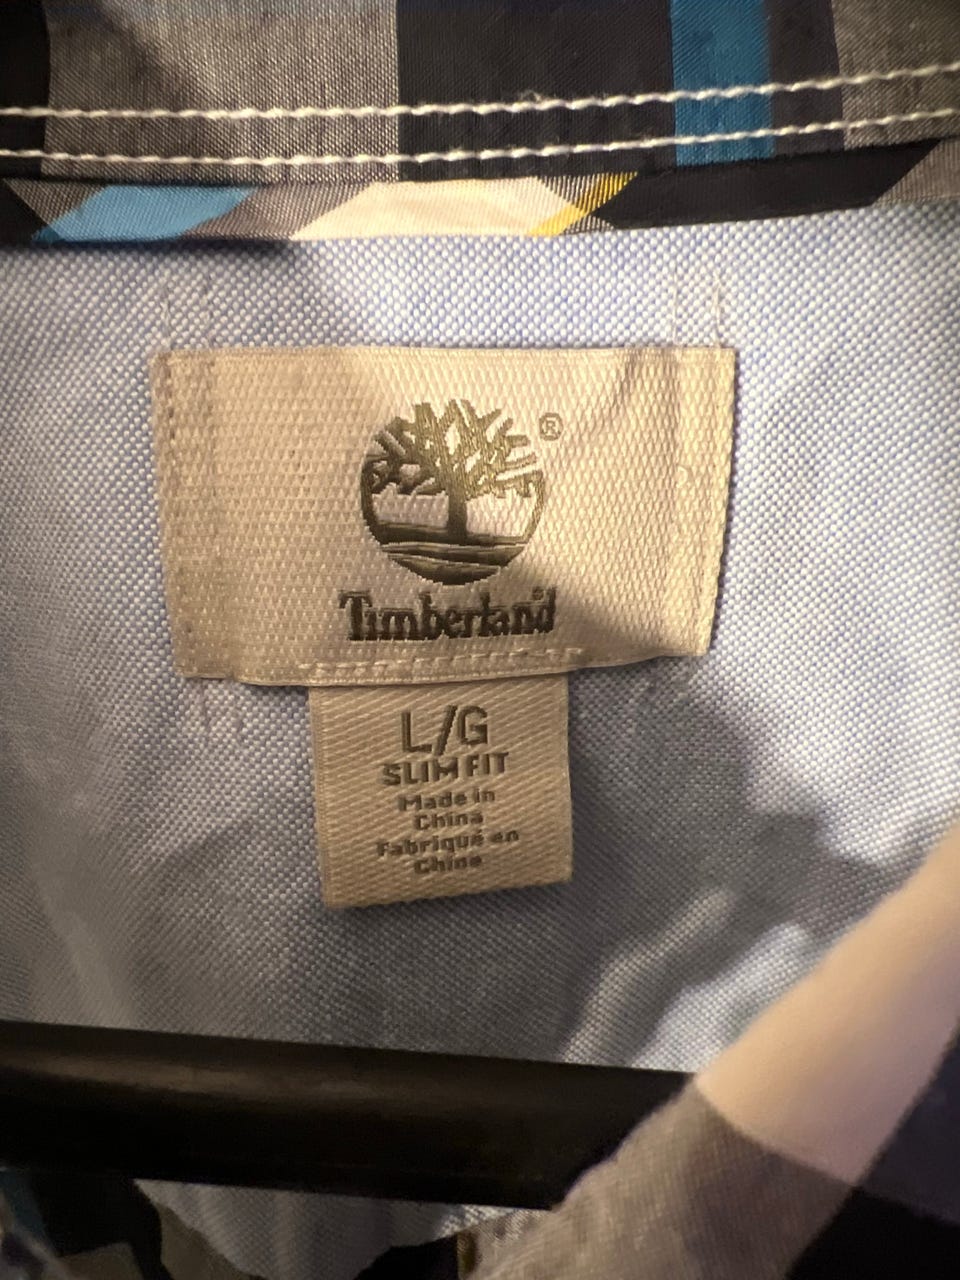 ®
Timberland
L/G
SLIM FIT
Made in
China
Fabriqué en
Chine